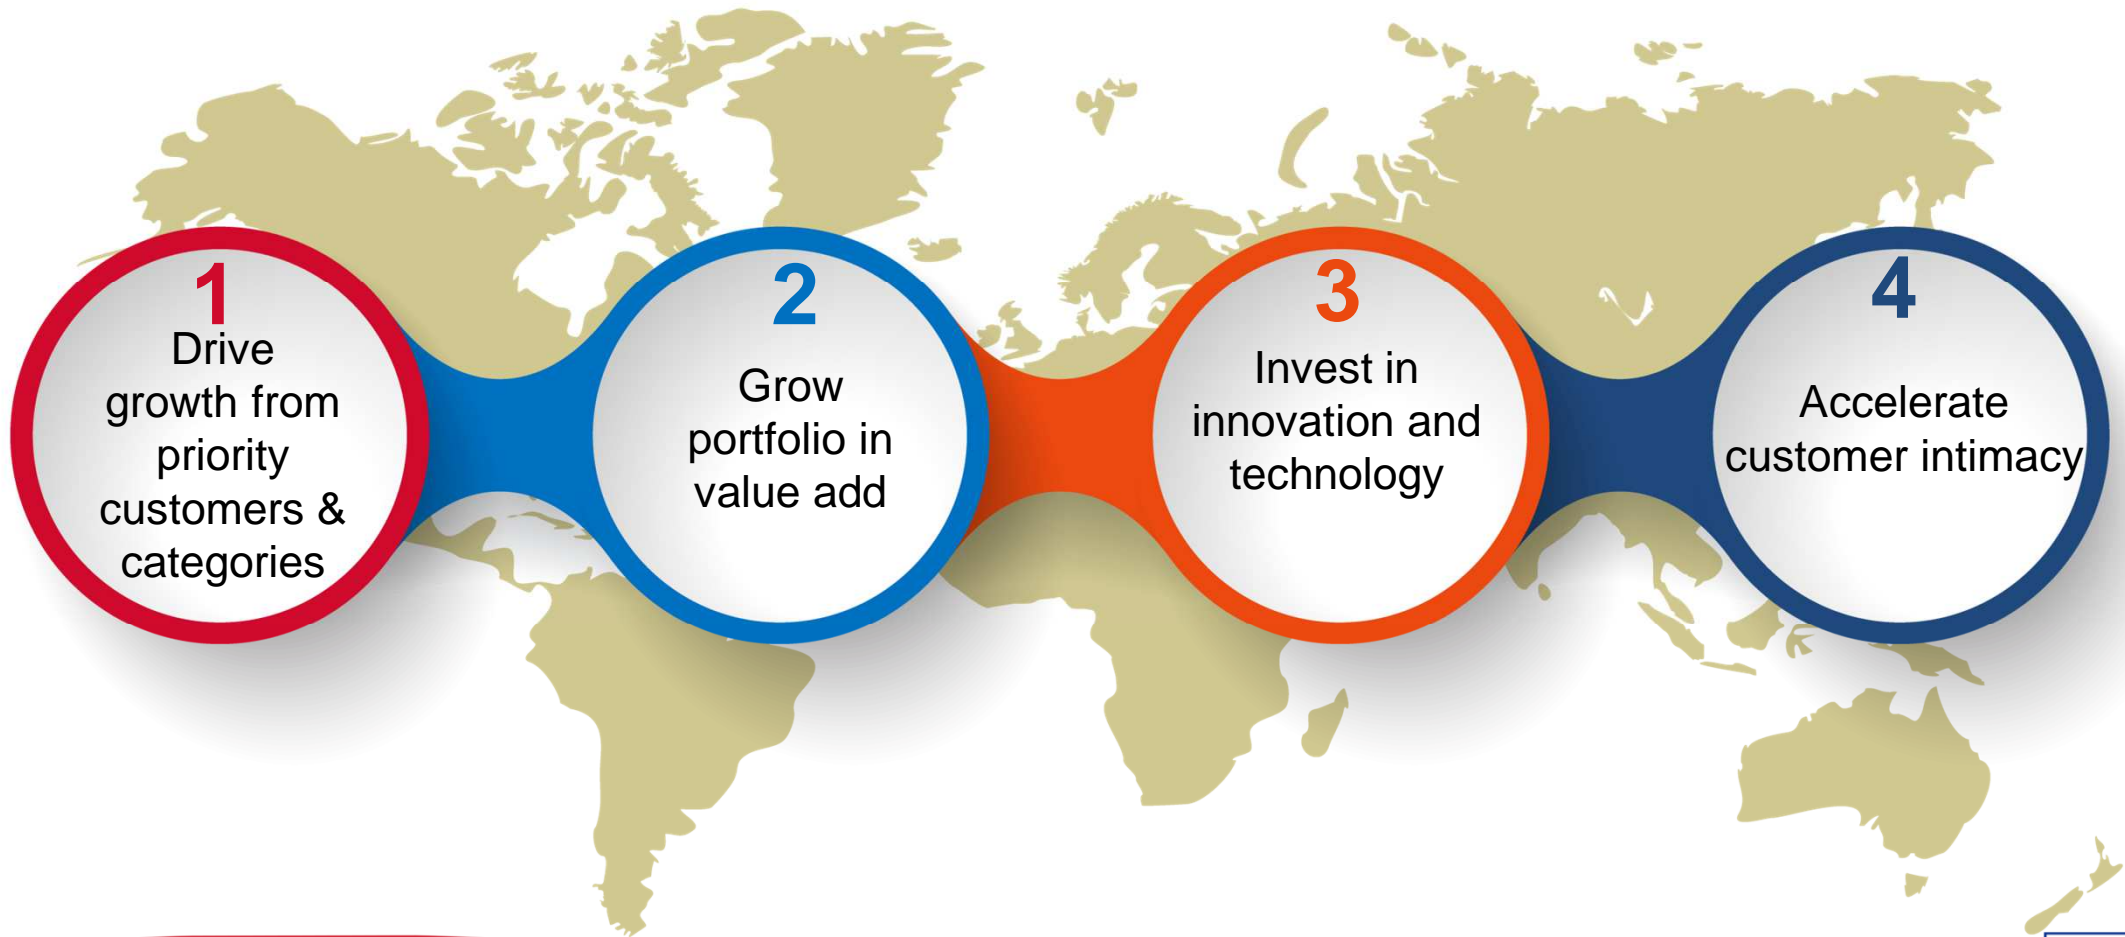 1
Drive
growth from
priority
customers &
categories
2
Grow
portfolio in
value add
3
Invest in
innovation and
technology
4
Accelerate
customer intimacy